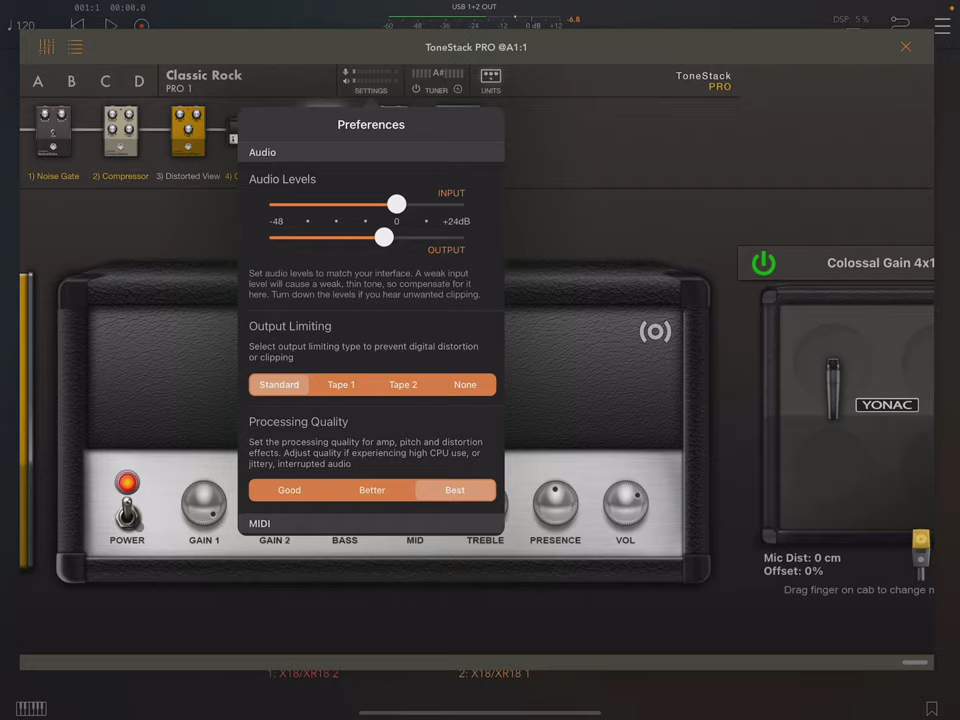 USB 1+2 OUT
♩120
001:1 00:00.0
-60 -48 -36 -24 -12 0 dB +12
-6.8
DSP: 5 %
ToneStack PRO @A1:1
A B C D
Classic Rock
PRO 1
SETTINGS
A#
TUNER
UNITS
ToneStack
PRO
1) Noise Gate
2) Compressor
3) Distorted View
Preferences
Audio
Audio Levels
INPUT
-48
0
+24dB
OUTPUT
Set audio levels to match your interface. A weak input
level will cause a weak, thin tone, so compensate for it
here. Turn down the levels if you hear unwanted clipping.
Output Limiting
Select output limiting type to prevent digital distortion
or clipping
Standard Tape 1 Tape 2 None
Processing Quality
Set the processing quality for amp, pitch and distortion
effects. Adjust quality if experiencing high CPU use, or
jittery, interrupted audio
Good Better Best
MIDI
Colossal Gain 4x1
YONAC
POWER GAIN 1 GAIN 2 BASS MID TREBLE PRESENCE VOL
Mic Dist: 0 cm
Offset: 0%
Drag finger on cab to change
1: X18/XR18 2
2: X18/XR18 1